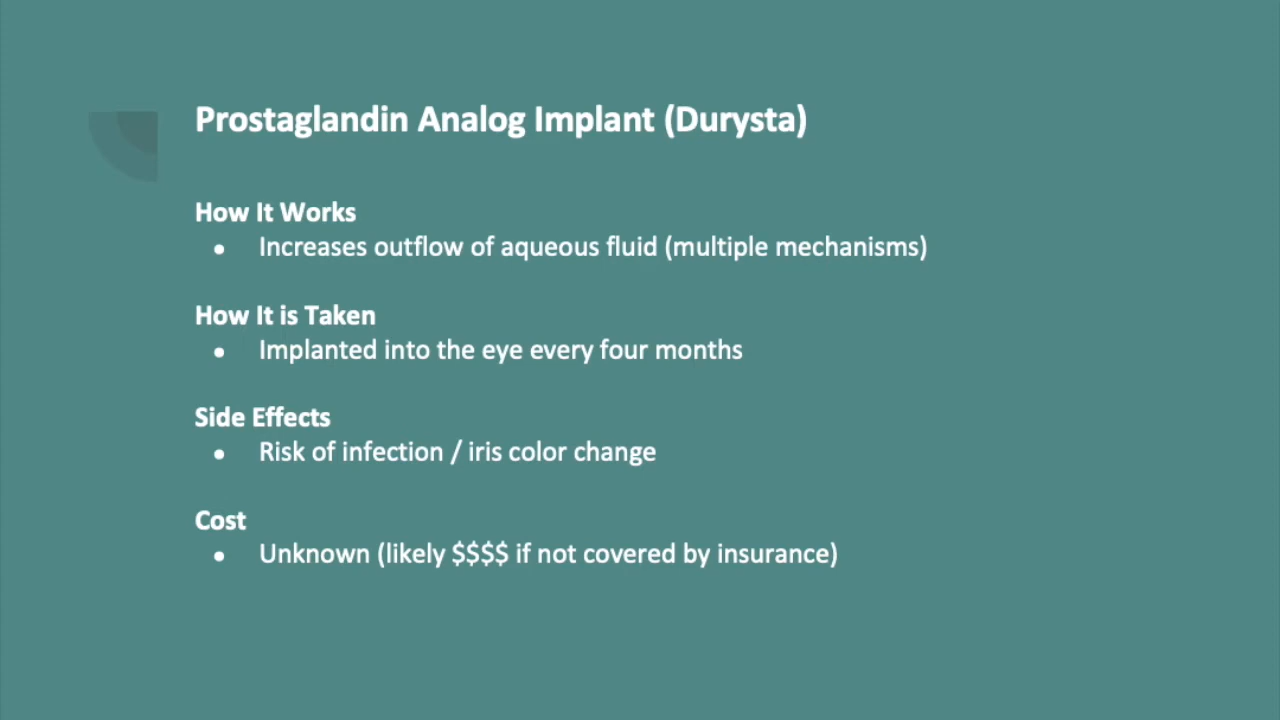 Prostaglandin Analog Implant (Durysta)
How It Works
● Increases outflow of aqueous fluid (multiple mechanisms)
How It is Taken
● Implanted into the eye every four months
Side Effects
● Risk of infection / iris color change
Cost
● Unknown (likely $$$$ if not covered by insurance)